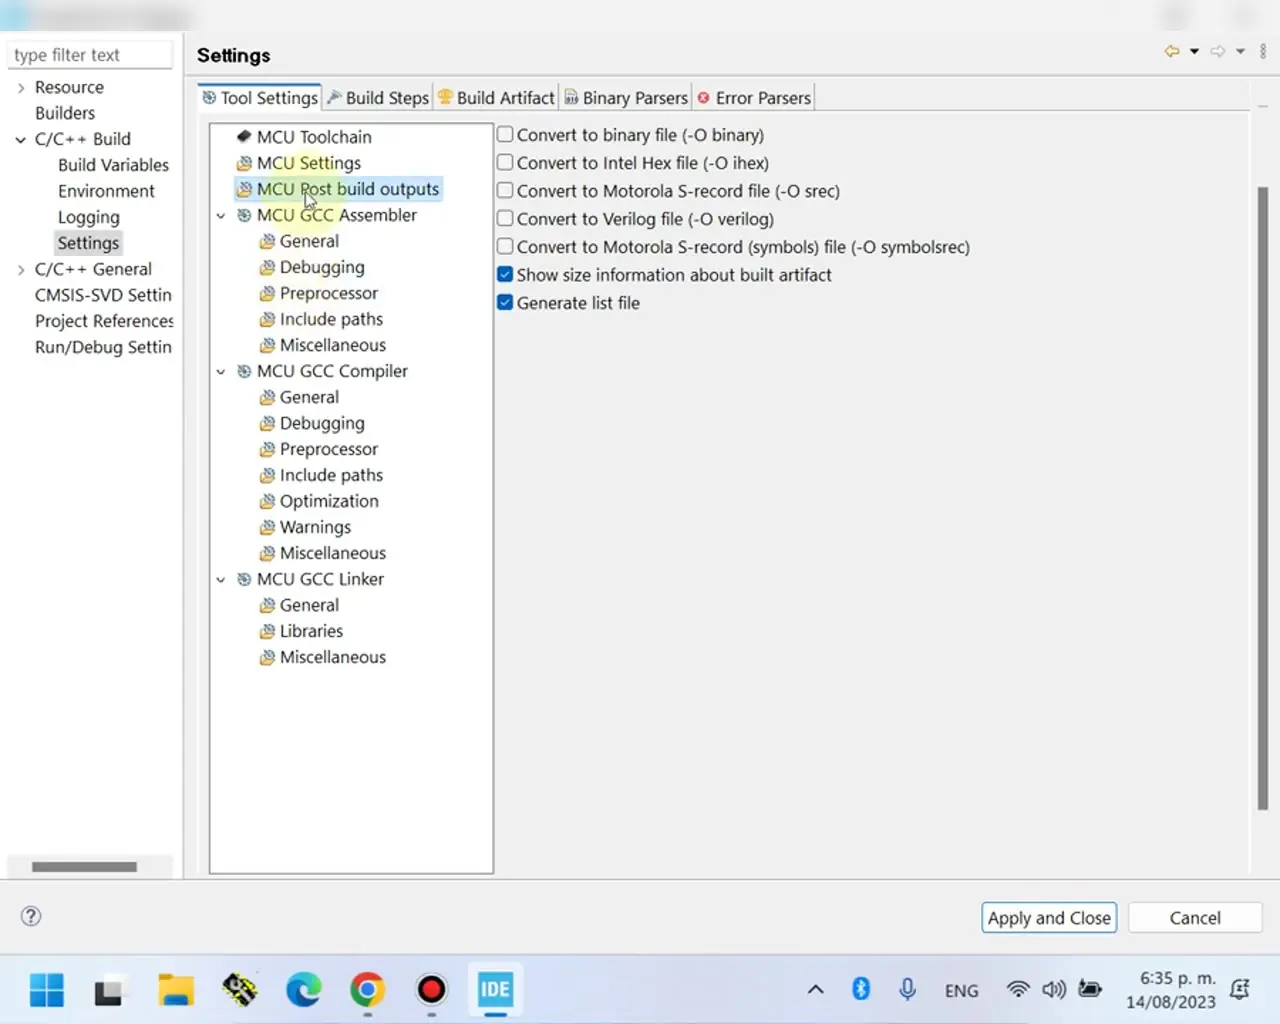 type filter text
Resource
Builders
C/C++ Build
Build Variables
Environment
Logging
Settings
C/C++ General
CMSIS-SVD Settin
Project References
Run/Debug Settin
Settings
Tool Settings
Build Steps
Build Artifact
Binary Parsers
Error Parsers
MCU Toolchain
MCU Settings
MCU Post build outputs
MCU GCC Assembler
General
Debugging
Preprocessor
Include paths
Miscellaneous
MCU GCC Compiler
General
Debugging
Preprocessor
Include paths
Optimization
Warnings
Miscellaneous
MCU GCC Linker
General
Libraries
Miscellaneous
Convert to binary file (-O binary)
Convert to Intel Hex file (-O ihex)
Convert to Motorola S-record file (-O srec)
Convert to Verilog file (-O verilog)
Convert to Motorola S-record (symbols) file (-O symbolsrec)
Show size information about built artifact
Generate list file
Apply and Close
Cancel
IDE
ENG
6:35 p. m.
14/08/2023